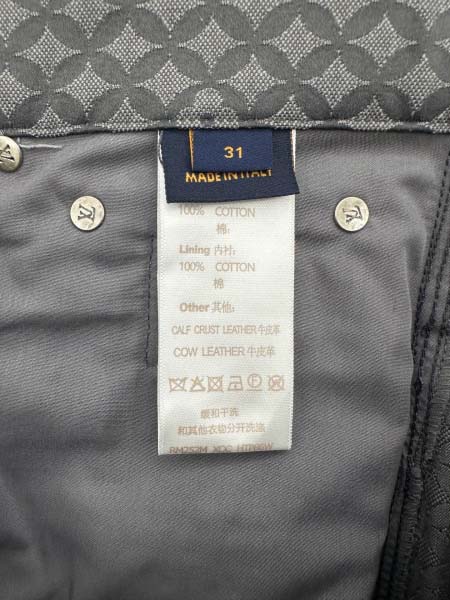 31
MADE IN ITALY
100% COTTON
棉:
Lining 内衬:
100% COTTON
棉
Other 其他:
CALF CRUST LEATHER 牛皮革
COW LEATHER 牛皮革
缓和干洗
和其他衣物分开洗涤